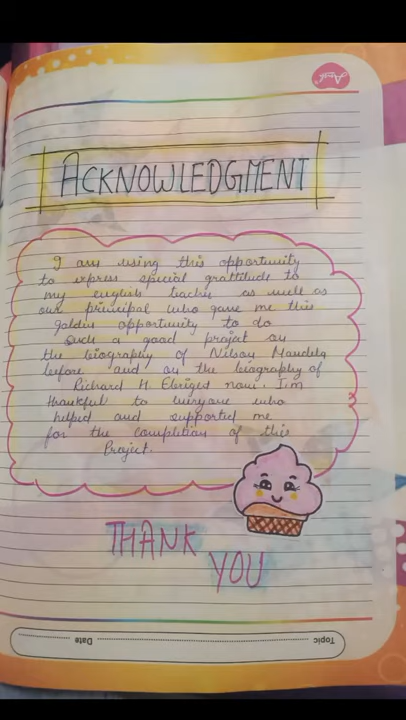 ACKNOWLEDGMENT
I am using this opportunity
to express special grattitude to
my english teacher as well as
our principal who gave me this
golden opportunity to do
such a good project on
the biography of Nelson Mandela
before and on the biography of
Richard H. Ebright now I'm
thankful to everyone who
helped and supported me
for the completion of this
Project.
THANK
YOU
Topic
Date